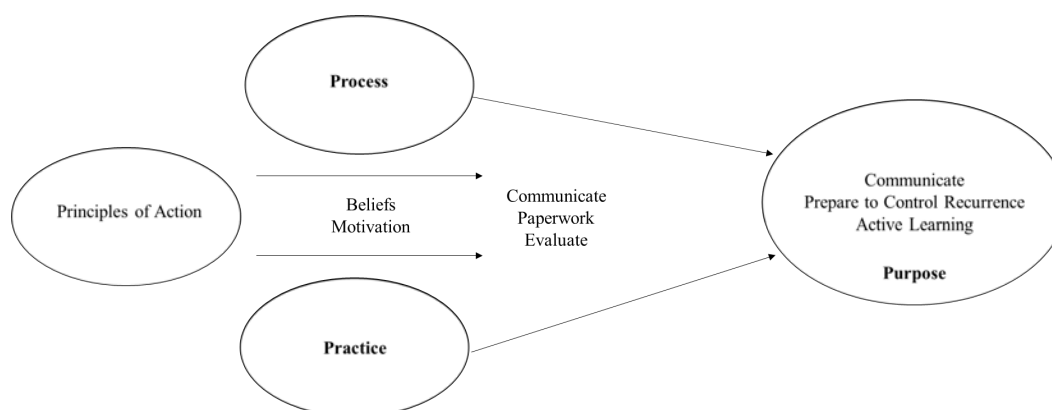 Process
Principles of Action
Beliefs
Motivation
Communicate
Paperwork
Evaluate
Practice
Communicate
Prepare to Control Recurrence
Active Learning
Purpose